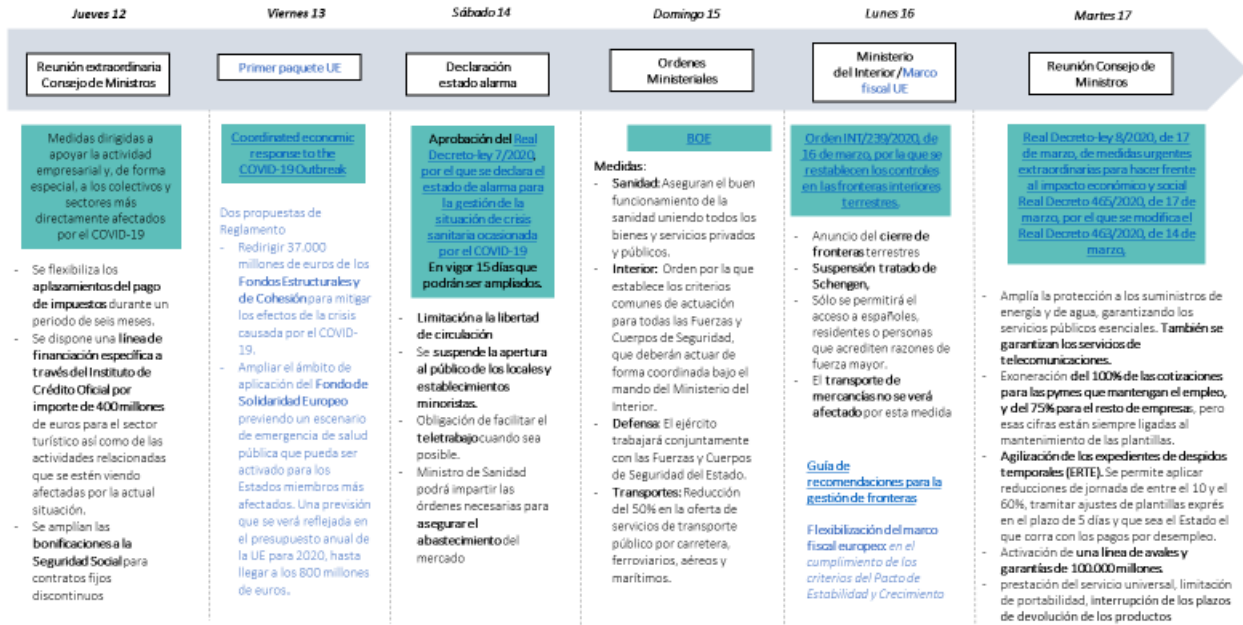 Jueves 12
Viernes 13
Sábado 14
Domingo 15
Lunes 16
Martes 17
Reunión extraordinaria
Consejo de Ministros
Primer paquete UE
Declaración
estado alarma
Ordenes
Ministeriales
Ministerio
del Interior/Marco
fiscal UE
Reunión Consejo de
Ministros
Medidas dirigidas a
apoyar la actividad
empresarial y, de forma
especial, a los colectivos y
sectores más
directamente afectados
por el COVID-19
- Se flexibiliza los
aplazamientos del pago
de impuestos durante un
periodo de seis meses.
- Se dispone una línea de
financiación específica a
través del Instituto de
Crédito Oficial por
importe de 400 millones
de euros para el sector
turístico así como de las
actividades relacionadas
que se estén viendo
afectadas por la actual
situación.
- Se amplían las
bonificaciones a la
Seguridad Social para
contratos fijos
discontinuos
Coordinated economic
response to the
COVID-19 Outbreak
Dos propuestas de
Reglamento
- Redirigir 37.000
millones de euros de los
Fondos Estructurales y
de Cohesión para mitigar
los efectos de la crisis
causada por el COVID-
19.
- Ampliar el ámbito de
aplicación del Fondo de
Solidaridad Europeo
previendo un escenario
de emergencia de salud
pública que pueda ser
activado para los
Estados miembros más
afectados. Una previsión
que se verá reflejada en
el presupuesto anual de
la UE para 2020, hasta
llegar a los 800 millones
de euros.
Aprobación del Real
Decreto-ley 7/2020,
por el que se declara el
estado de alarma para
la gestión de la
situación de crisis
sanitaria ocasionada
por el COVID-19
En vigor 15 días que
podrán ser ampliados.
- Limitación a la libertad
de circulación
- Se suspende la apertura
al público de los locales y
establecimientos
minoristas.
- Obligación de facilitar el
teletrabajo cuando sea
posible.
- Ministro de Sanidad
podrá impartir las
órdenes necesarias para
asegurar el
abastecimiento del
mercado
BOE
Medidas:
- Sanidad: Aseguran el buen
funcionamiento de la
sanidad uniendo todos los
bienes y servicios privados
y públicos.
- Interior: Orden por la que
establece los criterios
comunes de actuación
para todas las Fuerzas y
Cuerpos de Seguridad,
que deberán actuar de
forma coordinada bajo el
mando del Ministerio del
Interior.
- Defensa: El ejército
trabajará conjuntamente
con las Fuerzas y Cuerpos
de Seguridad del Estado.
- Transportes: Reducción
del 50% en la oferta de
servicios de transporte
público por carretera,
ferroviarios, aéreos y
marítimos.
Orden INT/239/2020, de
16 de marzo, por la que se
restablecen los controles
en las fronteras interiores
terrestres.
- Anuncio del cierre de
fronteras terrestres
- Suspensión tratado de
Schengen,
- Sólo se permitirá el
acceso a españoles,
residentes o personas
que acrediten razones de
fuerza mayor.
- El transporte de
mercancías no se verá
afectado por esta medida
Guía de
recomendaciones para la
gestión de fronteras
Flexibilización del marco
fiscal europeo: en el
cumplimiento de los
criterios del Pacto de
Estabilidad y Crecimiento
Real Decreto-ley 8/2020, de 17
de marzo, de medidas urgentes
extraordinarias para hacer frente
al impacto económico y social
Real Decreto 465/2020, de 17 de
marzo, por el que se modifica el
Real Decreto 463/2020, de 14 de
marzo,
- Amplía la protección a los suministros de
energía y de agua, garantizando los
servicios públicos esenciales. También se
garantizan los servicios de
telecomunicaciones.
- Exoneración del 100% de las cotizaciones
para las pymes que mantengan el empleo,
y del 75% para el resto de empresas, pero
esas cifras están siempre ligadas al
mantenimiento de las plantillas.
- Agilización de los expedientes de despidos
temporales (ERTE). Se permite aplicar
reducciones de jornada de entre el 10 y el
60%, tramitar ajustes de plantillas exprés
en el plazo de 5 días y que sea el Estado el
que corra con los pagos por desempleo.
- Activación de una línea de avales y
garantías de 100.000 millones.
- prestación del servicio universal, limitación
de portabilidad, interrupción de los plazos
de devolución de los productos